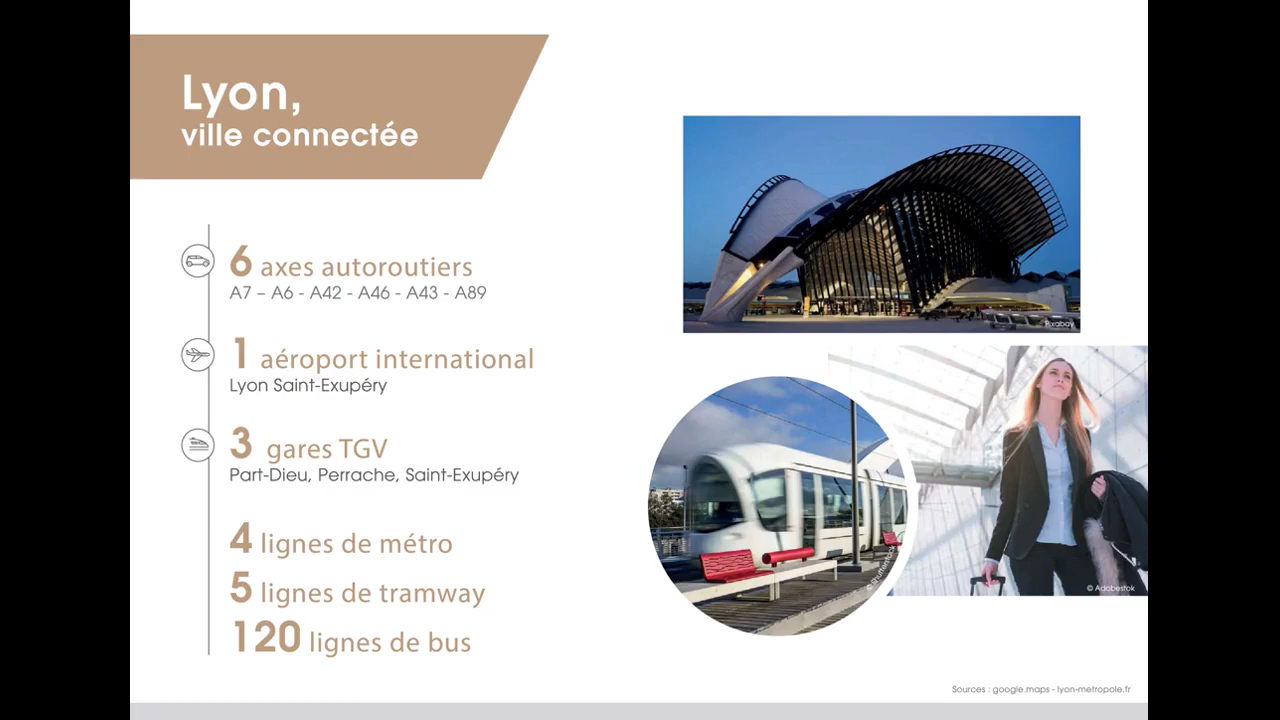 Lyon,
ville connectée
6 axes autoroutiers
A7 – A6 - A42 - A46 - A43 - A89
1 aéroport international
Lyon Saint-Exupéry
3 gares TGV
Part-Dieu, Perrache, Saint-Exupéry
4 lignes de métro
5 lignes de tramway
120 lignes de bus
Pixabay
© Shutterstock
© Adobestok
Sources : google.maps - lyon-metropole.fr